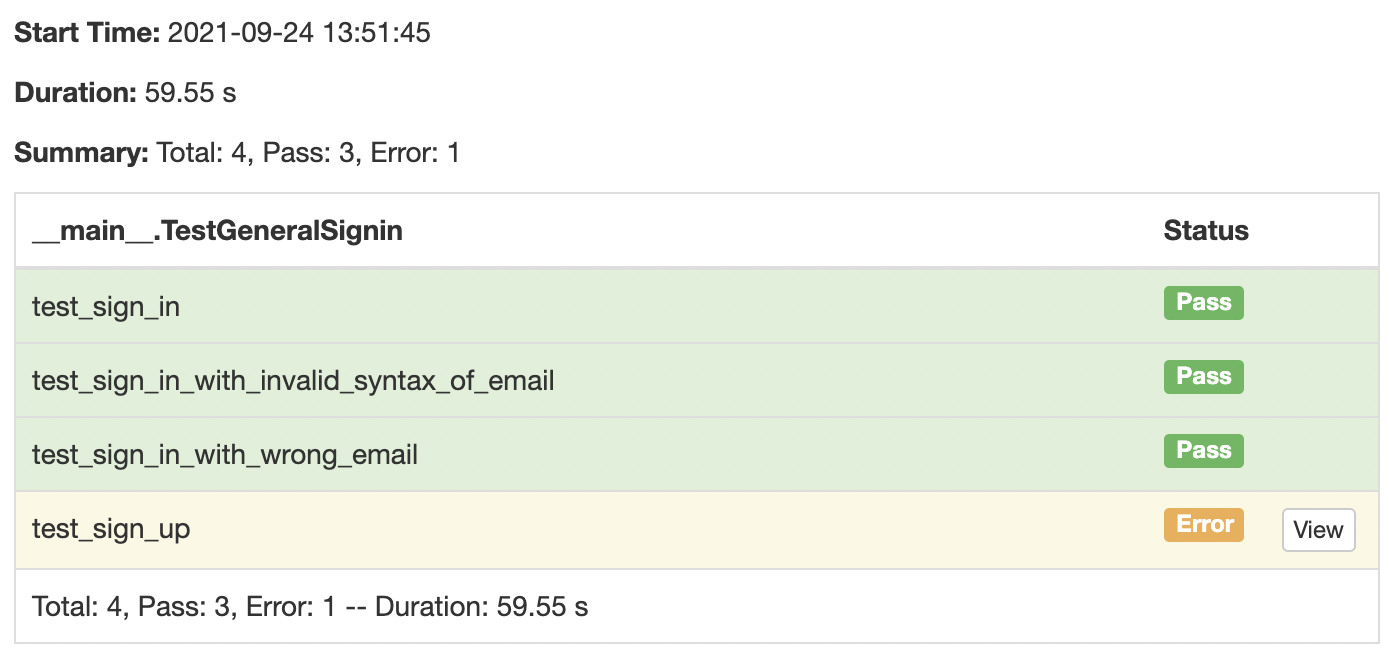 Start Time: 2021-09-24 13:51:45
Duration: 59.55 s
Summary: Total: 4, Pass: 3, Error: 1
__main__.TestGeneralSignin Status
test_sign_in Pass
test_sign_in_with_invalid_syntax_of_email Pass
test_sign_in_with_wrong_email Pass
test_sign_up Error View
Total: 4, Pass: 3, Error: 1 -- Duration: 59.55 s